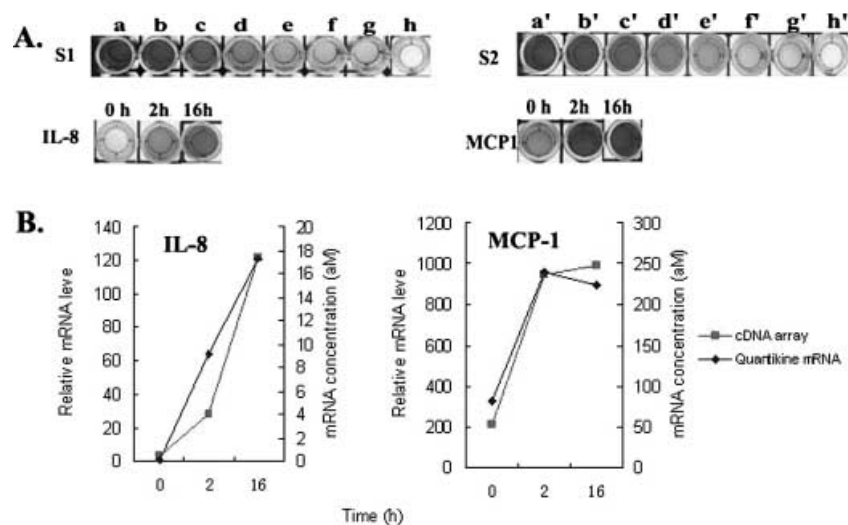 A.
a b c d e f g h
S1
0 h 2h 16h
IL-8
a' b' c' d' e' f' g' h'
S2
0 h 2h 16h
MCP1
B.
IL-8
Relative mRNA leve
140
120
100
80
60
40
20
0
20
18
16
14
12
10
8
6
4
2
0
mRNA concentration (aM)
0 2 16
MCP-1
Relative mRNA leve
1200
1000
800
600
400
200
0
300
250
200
150
100
50
0
mRNA concentration (aM)
0 2 16
cDNA array
Quantikine mRNA
Time (h)